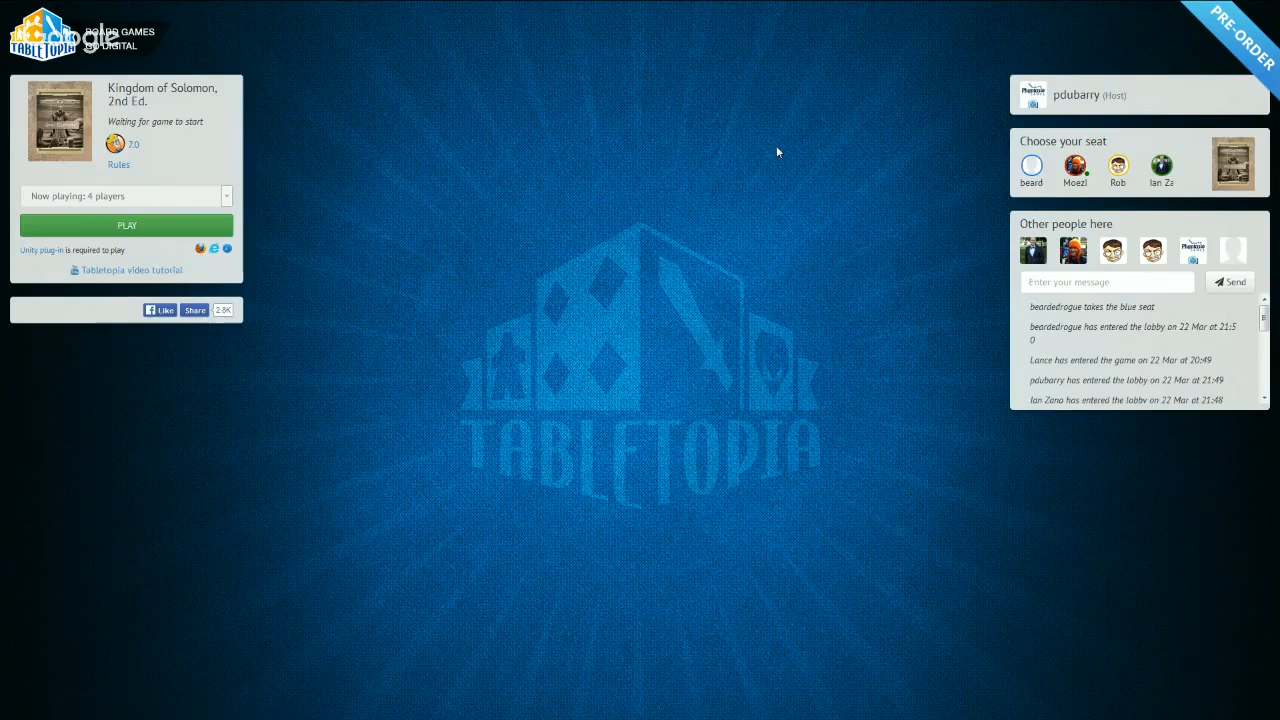 TABLETOPIA
BOARD GAMES
GO DIGITAL
Google
PRE-ORDER
Kingdom of Solomon,
2nd Ed.
Waiting for game to start
7.0
Rules
Now playing: 4 players
PLAY
Unity plug-in is required to play
Tabletopia video tutorial
Like
Share
2.8K
TABLETOPIA
pdubarry (Host)
Choose your seat
beard
Moezi
Rob
Ian Za
Other people here
Enter your message
Send
beardedrogue takes the blue seat
beardedrogue has entered the lobby on 22 Mar at 21:5
0
Lance has entered the game on 22 Mar at 20:49
pdubarry has entered the lobby on 22 Mar at 21:49
Ian Zang has entered the lobby on 22 Mar at 21:48